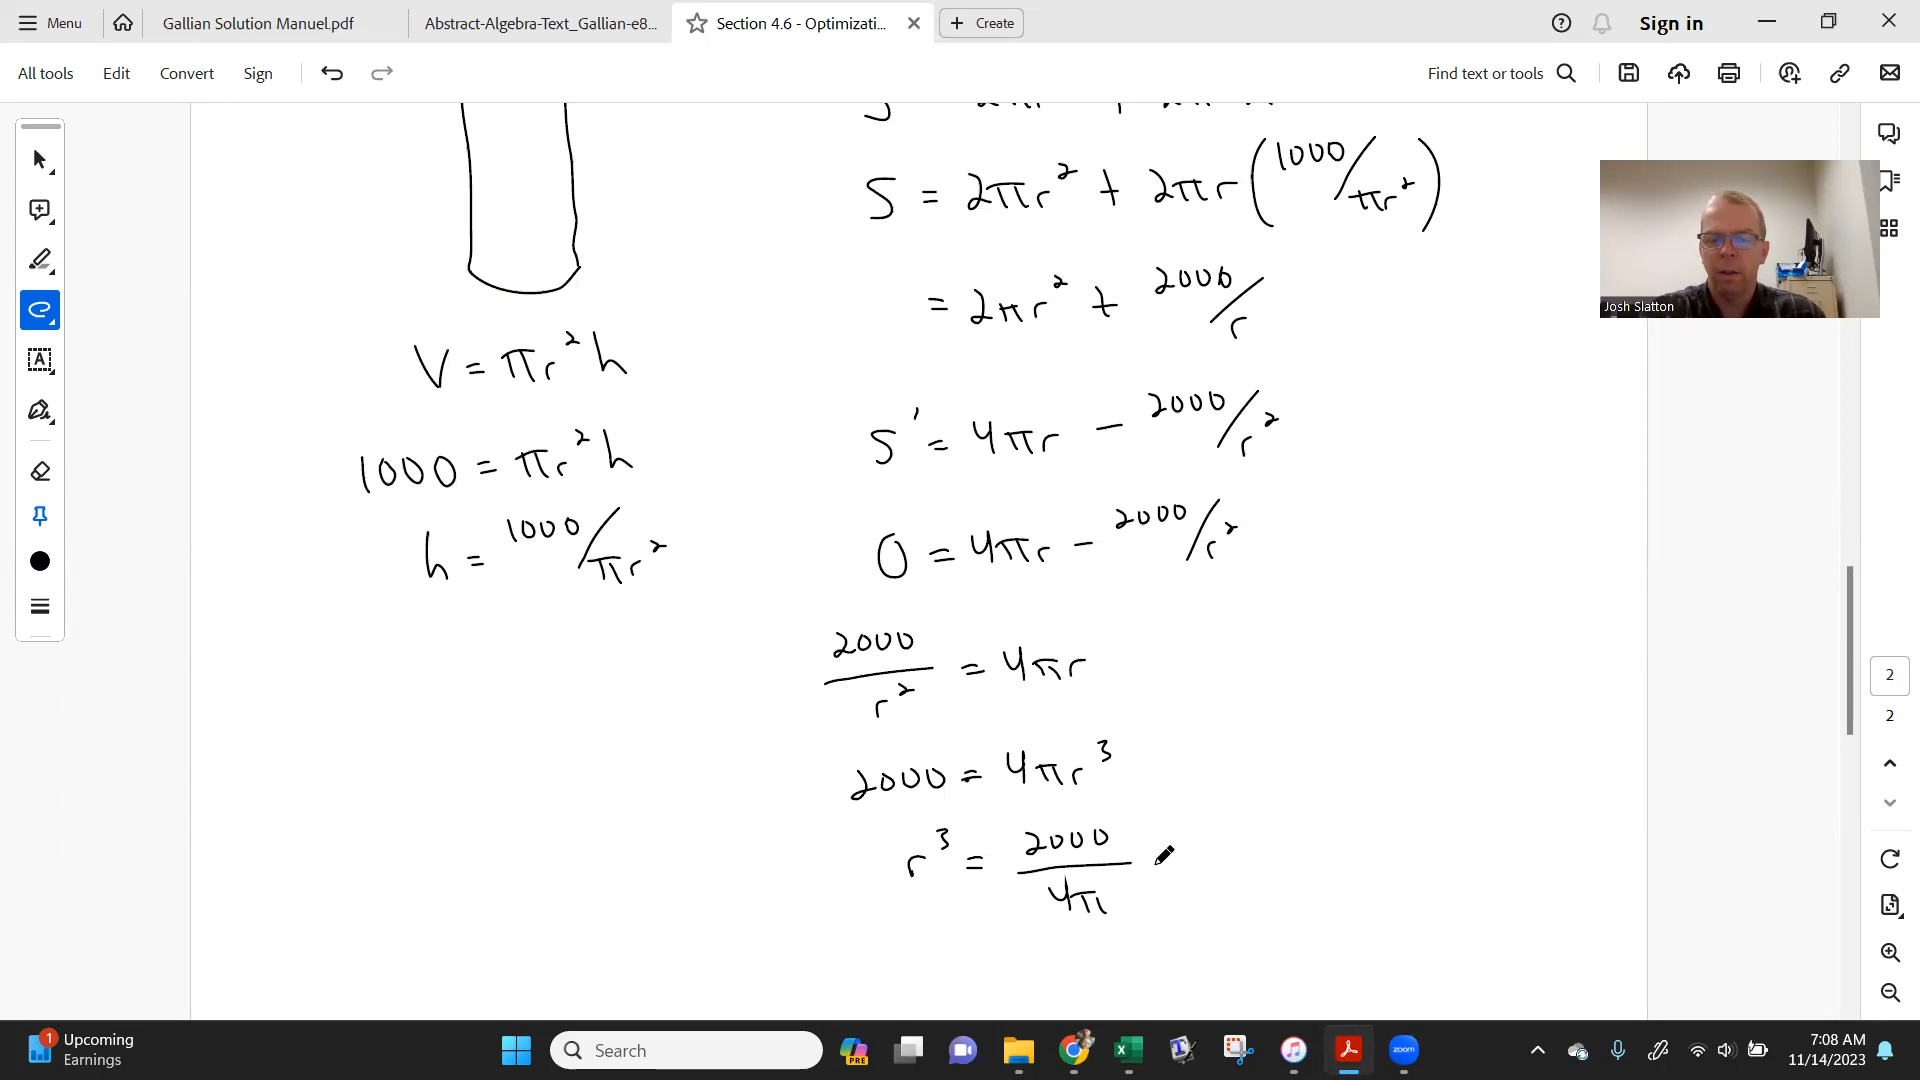 Menu
Gallian Solution Manuel.pdf
Abstract-Algebra-Text_Gallian-e8...
Section 4.6 - Optimizati...
Create
Sign in
All tools
Edit
Convert
Sign
Find text or tools
S = 2πr² + 2πr(1000/πr²)
= 2πr² + 2000/r
V = πr²h
S' = 4πr - 2000/r²
1000 = πr²h
h = 1000/πr²
0 = 4πr - 2000/r²
2000/r² = 4πr
2000 = 4πr³
r³ = 2000/4π
Josh Slatton
A
2
2
1
Upcoming
Earnings
Search
PRE
zoom
7:08 AM
11/14/2023